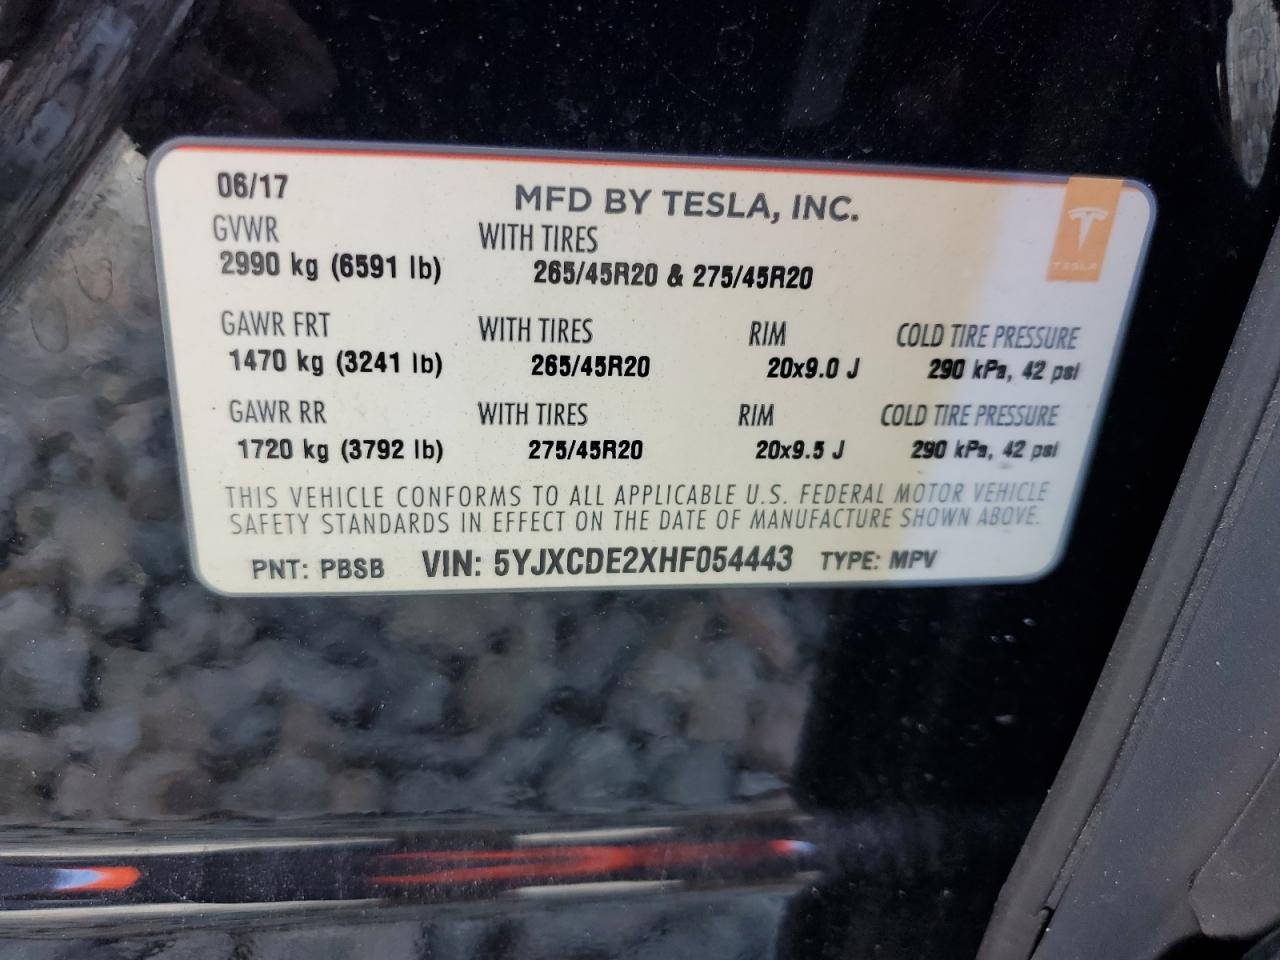 06/17 MFD BY TESLA, INC.
TESLA
GVWR WITH TIRES
2990 kg (6591 lb) 265/45R20 & 275/45R20
GAWR FRT WITH TIRES RIM COLD TIRE PRESSURE
1470 kg (3241 lb) 265/45R20 20x9.0 J 290 kPa, 42 psi
GAWR RR WITH TIRES RIM COLD TIRE PRESSURE
1720 kg (3792 lb) 275/45R20 20x9.5 J 290 kPa, 42 psi
THIS VEHICLE CONFORMS TO ALL APPLICABLE U.S. FEDERAL MOTOR VEHICLE
SAFETY STANDARDS IN EFFECT ON THE DATE OF MANUFACTURE SHOWN ABOVE.
PNT: PBSB VIN: 5YJXCDE2XHF054443 TYPE: MPV